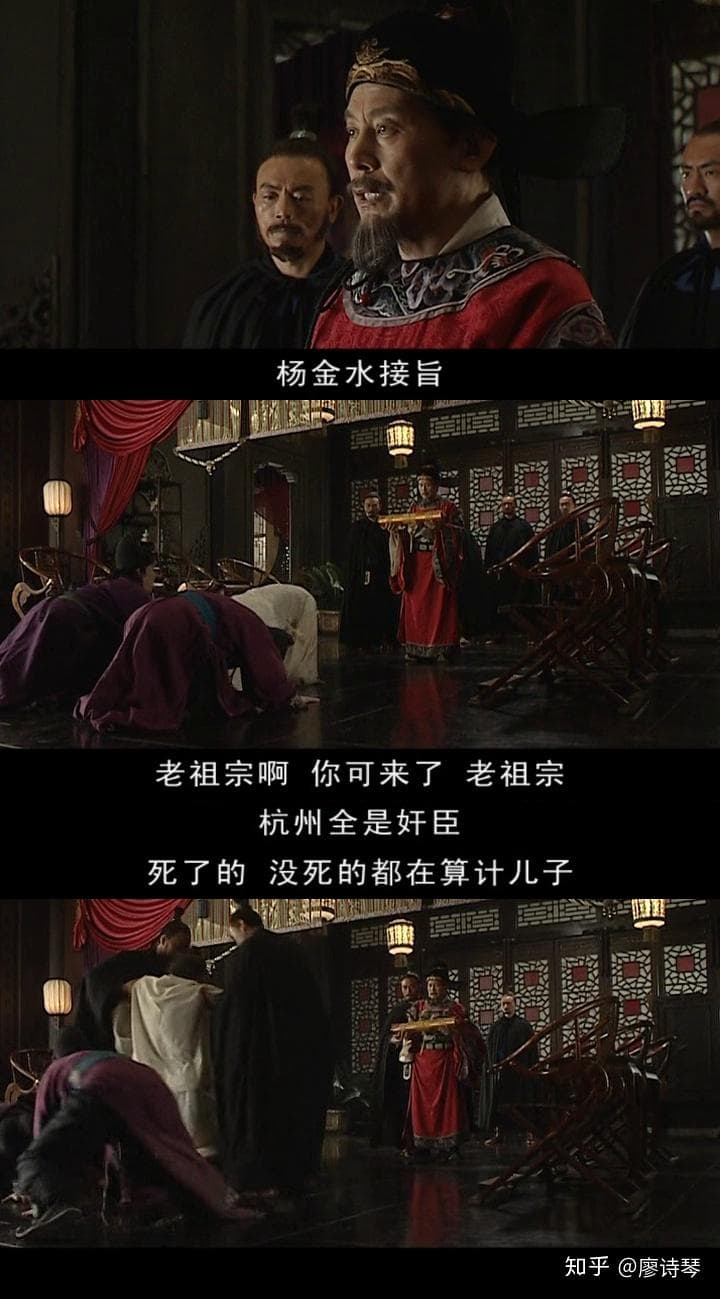 杨金水接旨
老祖宗啊 你可来了 老祖宗
杭州全是奸臣
死了的 没死的都在算计儿子
知乎 @廖诗琴